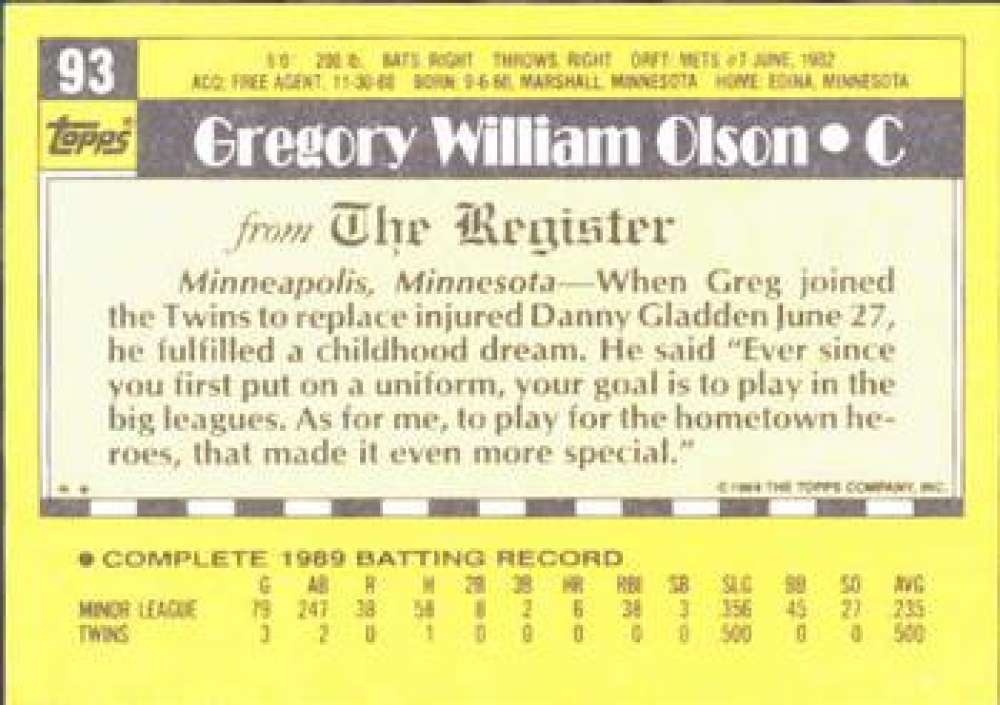 93
6'0" 200 lb. BATS: RIGHT THROWS: RIGHT DRFT: METS #7-JUNE, 1982
ACQ: FREE AGENT, 11-30-88 BORN: 9-6-60, MARSHALL, MINNESOTA HOME: EDINA, MINNESOTA
Topps®
Gregory William Olson • C
from The Register
Minneapolis, Minnesota—When Greg joined
the Twins to replace injured Danny Gladden June 27,
he fulfilled a childhood dream. He said “Ever since
you first put on a uniform, your goal is to play in the
big leagues. As for me, to play for the hometown he-
roes, that made it even more special.”
* *
© THE TOPPS COMPANY, INC.
● COMPLETE 1989 BATTING RECORD
G AB R H 2B 3B HR RBI SB SLG BB SO AVG
MINOR LEAGUE 79 247 38 58 8 2 6 38 3 .356 45 27 .235
TWINS 3 2 0 1 0 0 0 0 0 .500 0 0 .500